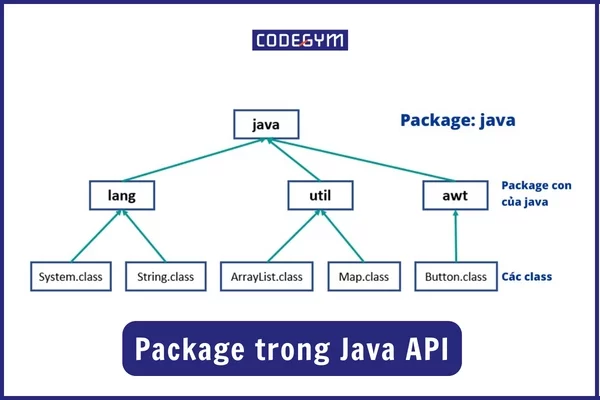 CODEGYM
java
Package: java
lang
util
awt
Package con
của java
System.class
String.class
ArrayList.class
Map.class
Button.class
Các class
Package trong Java API